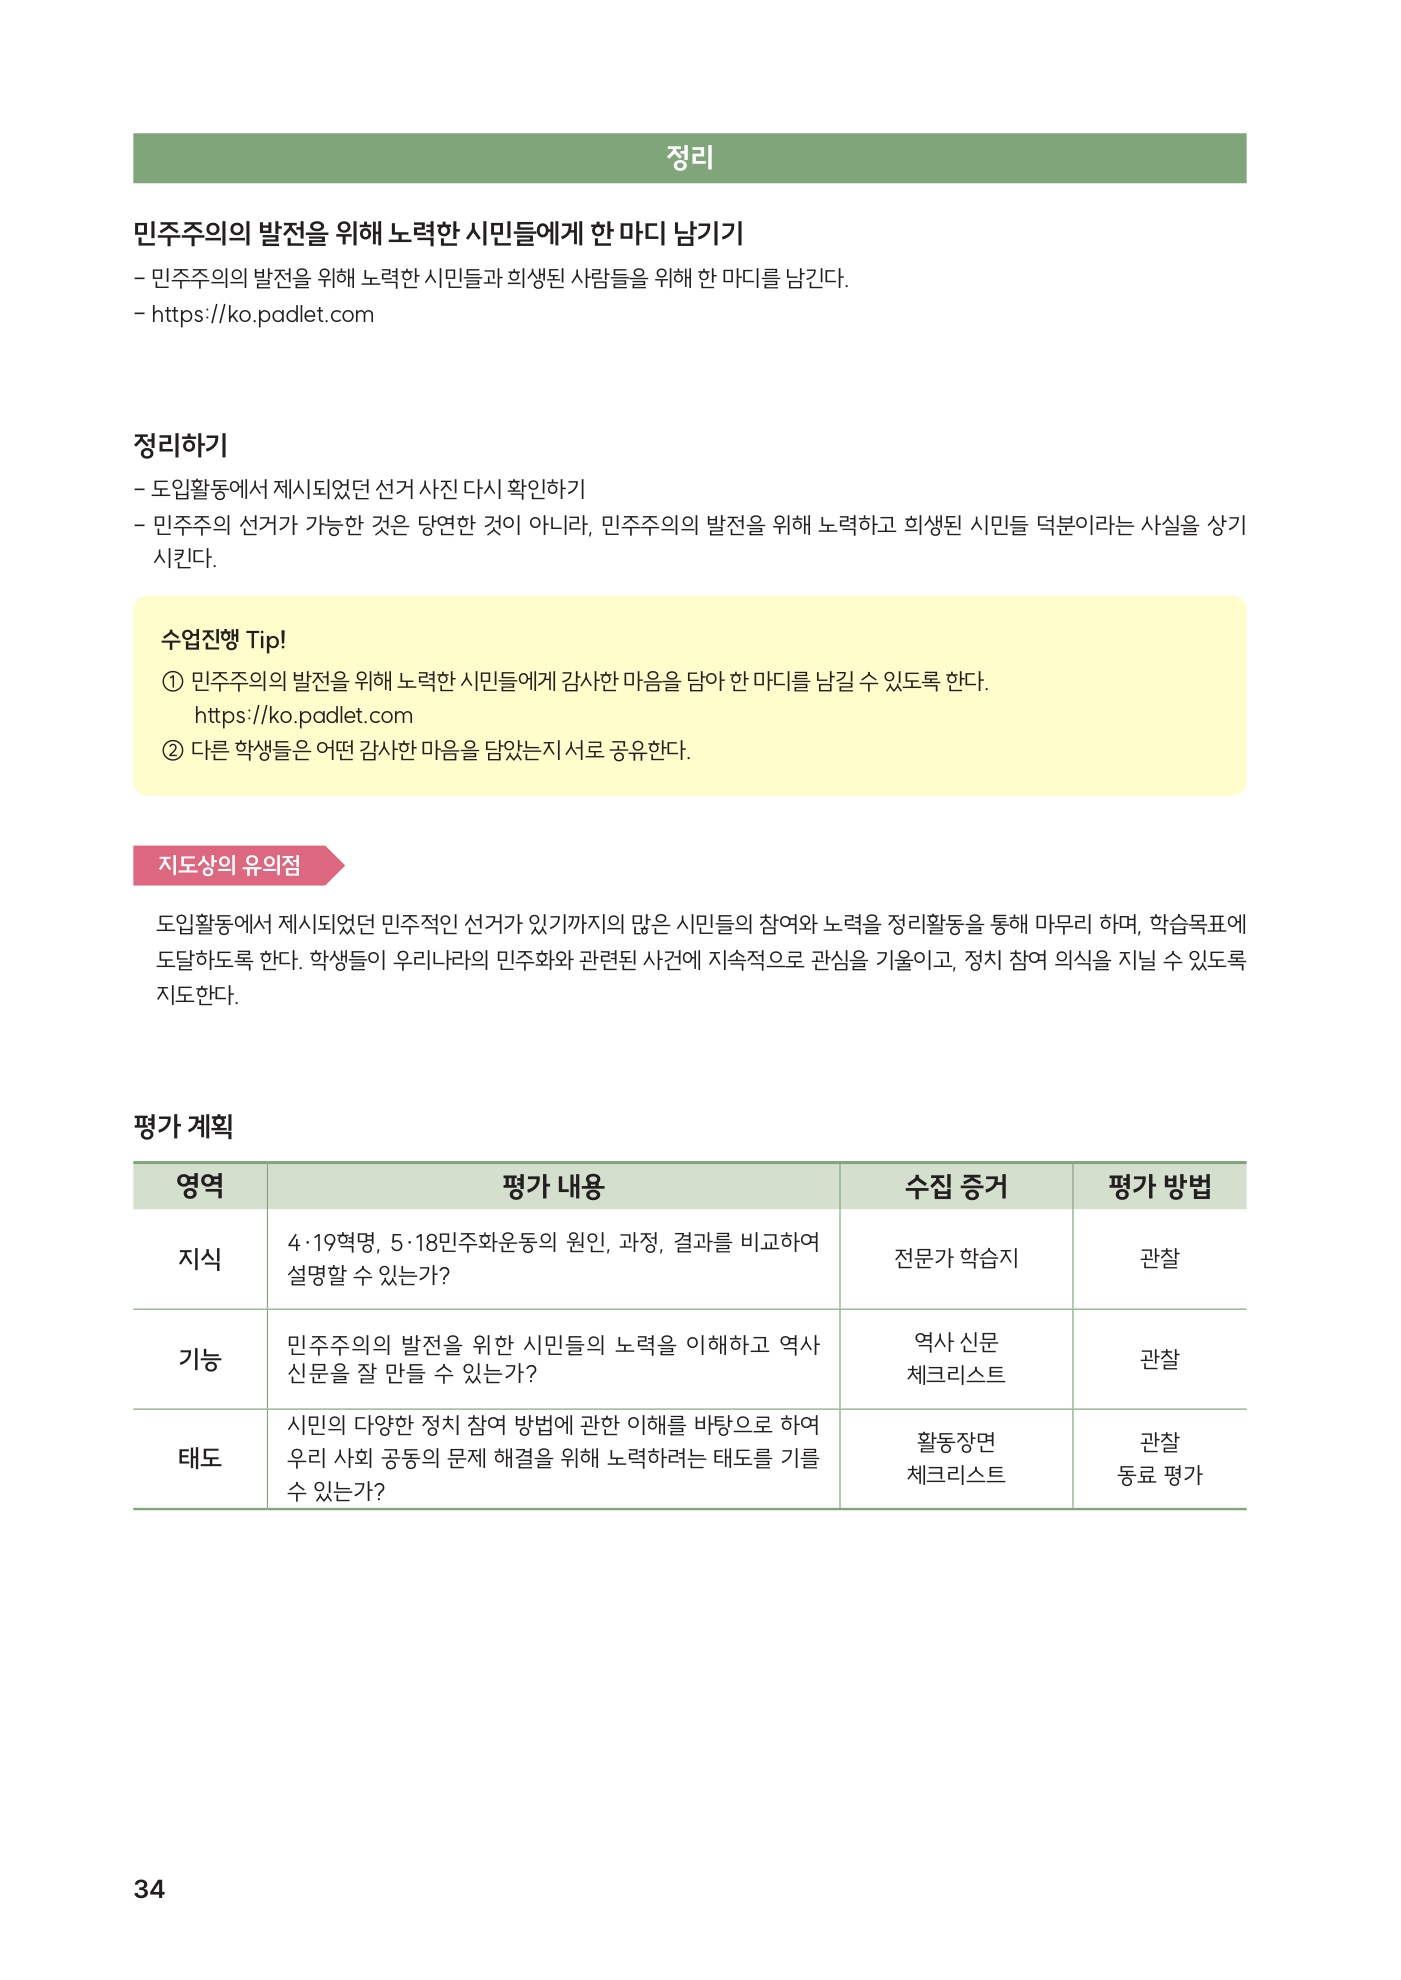 정리
민주주의의 발전을 위해 노력한 시민들에게 한 마디 남기기
- 민주주의의 발전을 위해 노력한 시민들과 희생된 사람들을 위해 한 마디를 남긴다.
- https://ko.padlet.com
정리하기
- 도입활동에서 제시되었던 선거 사진 다시 확인하기
- 민주주의 선거가 가능한 것은 당연한 것이 아니라, 민주주의의 발전을 위해 노력하고 희생된 시민들 덕분이라는 사실을 상기
시킨다.
수업진행 Tip!
① 민주주의의 발전을 위해 노력한 시민들에게 감사한 마음을 담아 한 마디를 남길 수 있도록 한다.
https://ko.padlet.com
② 다른 학생들은 어떤 감사한 마음을 담았는지 서로 공유한다.
지도상의 유의점
도입활동에서 제시되었던 민주적인 선거가 있기까지의 많은 시민들의 참여와 노력을 정리활동을 통해 마무리 하며, 학습목표에
도달하도록 한다. 학생들이 우리나라의 민주화와 관련된 사건에 지속적으로 관심을 기울이고, 정치 참여 의식을 지닐 수 있도록
지도한다.
평가 계획
영역 평가 내용 수집 증거 평가 방법
지식 4·19혁명, 5·18민주화운동의 원인, 과정, 결과를 비교하여
설명할 수 있는가? 전문가 학습지 관찰
기능 민주주의의 발전을 위한 시민들의 노력을 이해하고 역사
신문을 잘 만들 수 있는가? 역사 신문
체크리스트 관찰
태도 시민의 다양한 정치 참여 방법에 관한 이해를 바탕으로 하여
우리 사회 공동의 문제 해결을 위해 노력하려는 태도를 기를
수 있는가? 활동장면
체크리스트 관찰
동료 평가
34